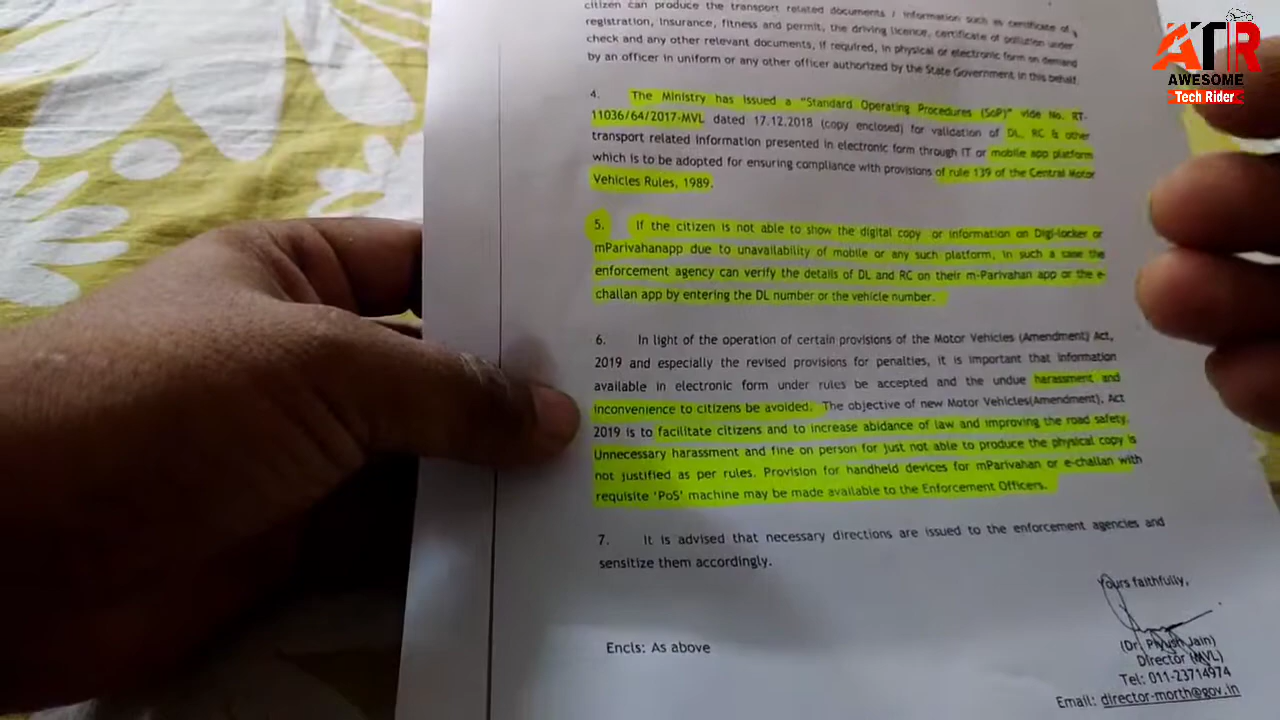 citizen can produce the transport related documents / information such as certificate of
registration, insurance, fitness and permit, the driving licence, certificate of pollution under
check and any other relevant documents, if required, in physical or electronic form on demand
by an officer in uniform or any other officer authorized by the State Government in this behalf.
4. The Ministry has issued a "Standard Operating Procedures (SoP)" vide No. RT-
11036/64/2017-MVL dated 17.12.2018 (copy enclosed) for validation of DL, RC & other
transport related information presented in electronic form through IT or mobile app platform
which is to be adopted for ensuring compliance with provisions of rule 139 of the Central Motor
Vehicles Rules, 1989.
5. If the citizen is not able to show the digital copy or information on Digi-locker or
mParivahanapp due to unavailability of mobile or any such platform, in such a case the
enforcement agency can verify the details of DL and RC on their m-Parivahan app or the e-
challan app by entering the DL number or the vehicle number.
6. In light of the operation of certain provisions of the Motor Vehicles (Amendment) Act,
2019 and especially the revised provisions for penalties, it is important that information
available in electronic form under rules be accepted and the undue harassment and
inconvenience to citizens be avoided. The objective of new Motor Vehicles(Amendment), Act
2019 is to facilitate citizens and to increase abidance of law and improving the road safety.
Unnecessary harassment and fine on person for just not able to produce the physical copy is
not justified as per rules. Provision for handheld devices for mParivahan or e-challan with
requisite 'PoS' machine may be made available to the Enforcement Officers.
7. It is advised that necessary directions are issued to the enforcement agencies and
sensitize them accordingly.
Yours faithfully,
(Dr. Piyush Jain)
Director (MVL)
Tel: 011-23714974
Email: director-morth@gov.in
Encls: As above
ATR
AWESOME
Tech Rider